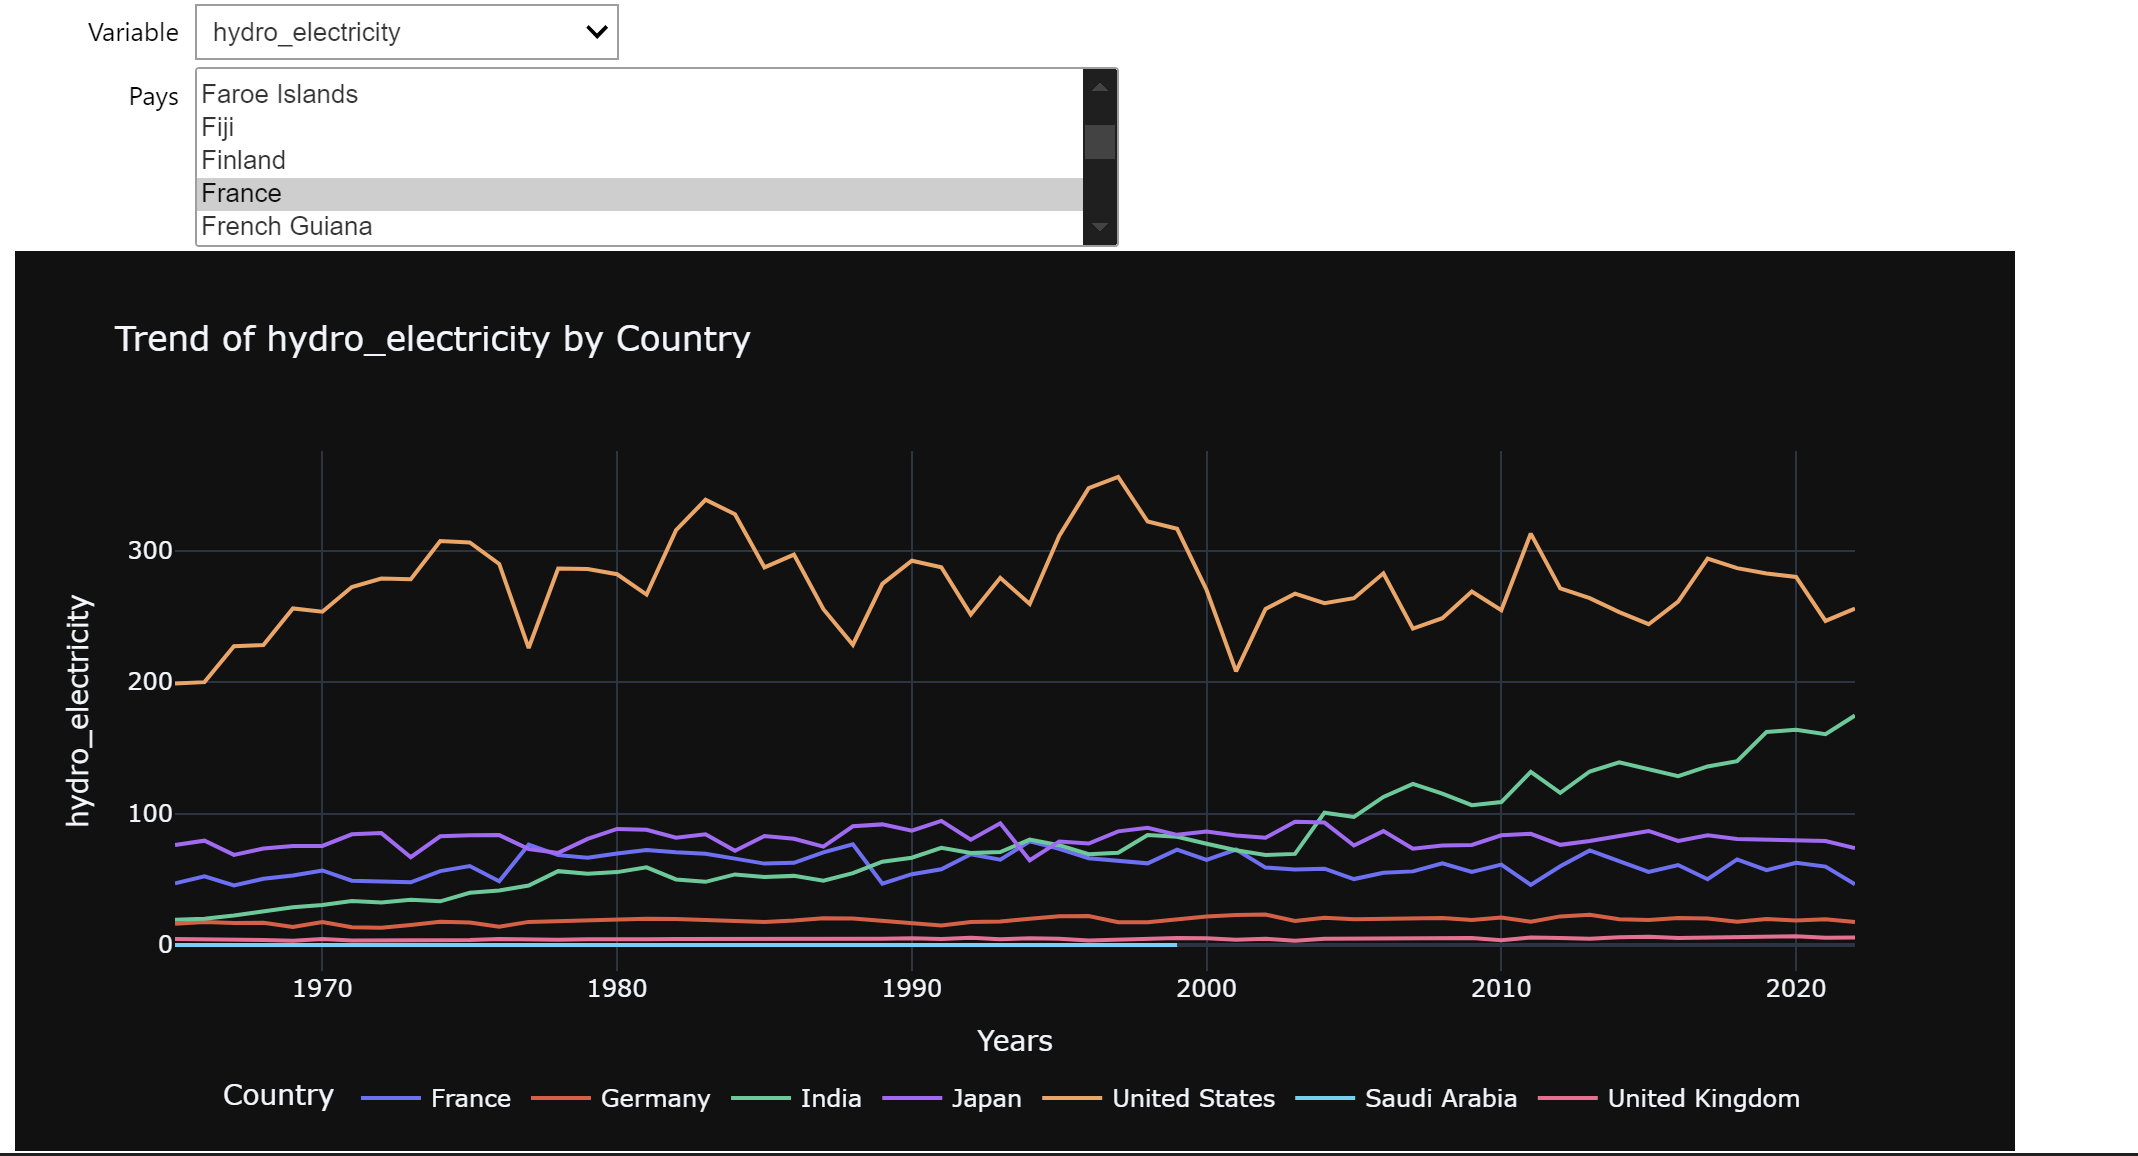 Variable hydro_electricity
Pays
Faroe Islands
Fiji
Finland
France
French Guiana
Trend of hydro_electricity by Country
hydro_electricity
300
200
100
0
1970 1980 1990 2000 2010 2020
Years
Country France Germany India Japan United States Saudi Arabia United Kingdom